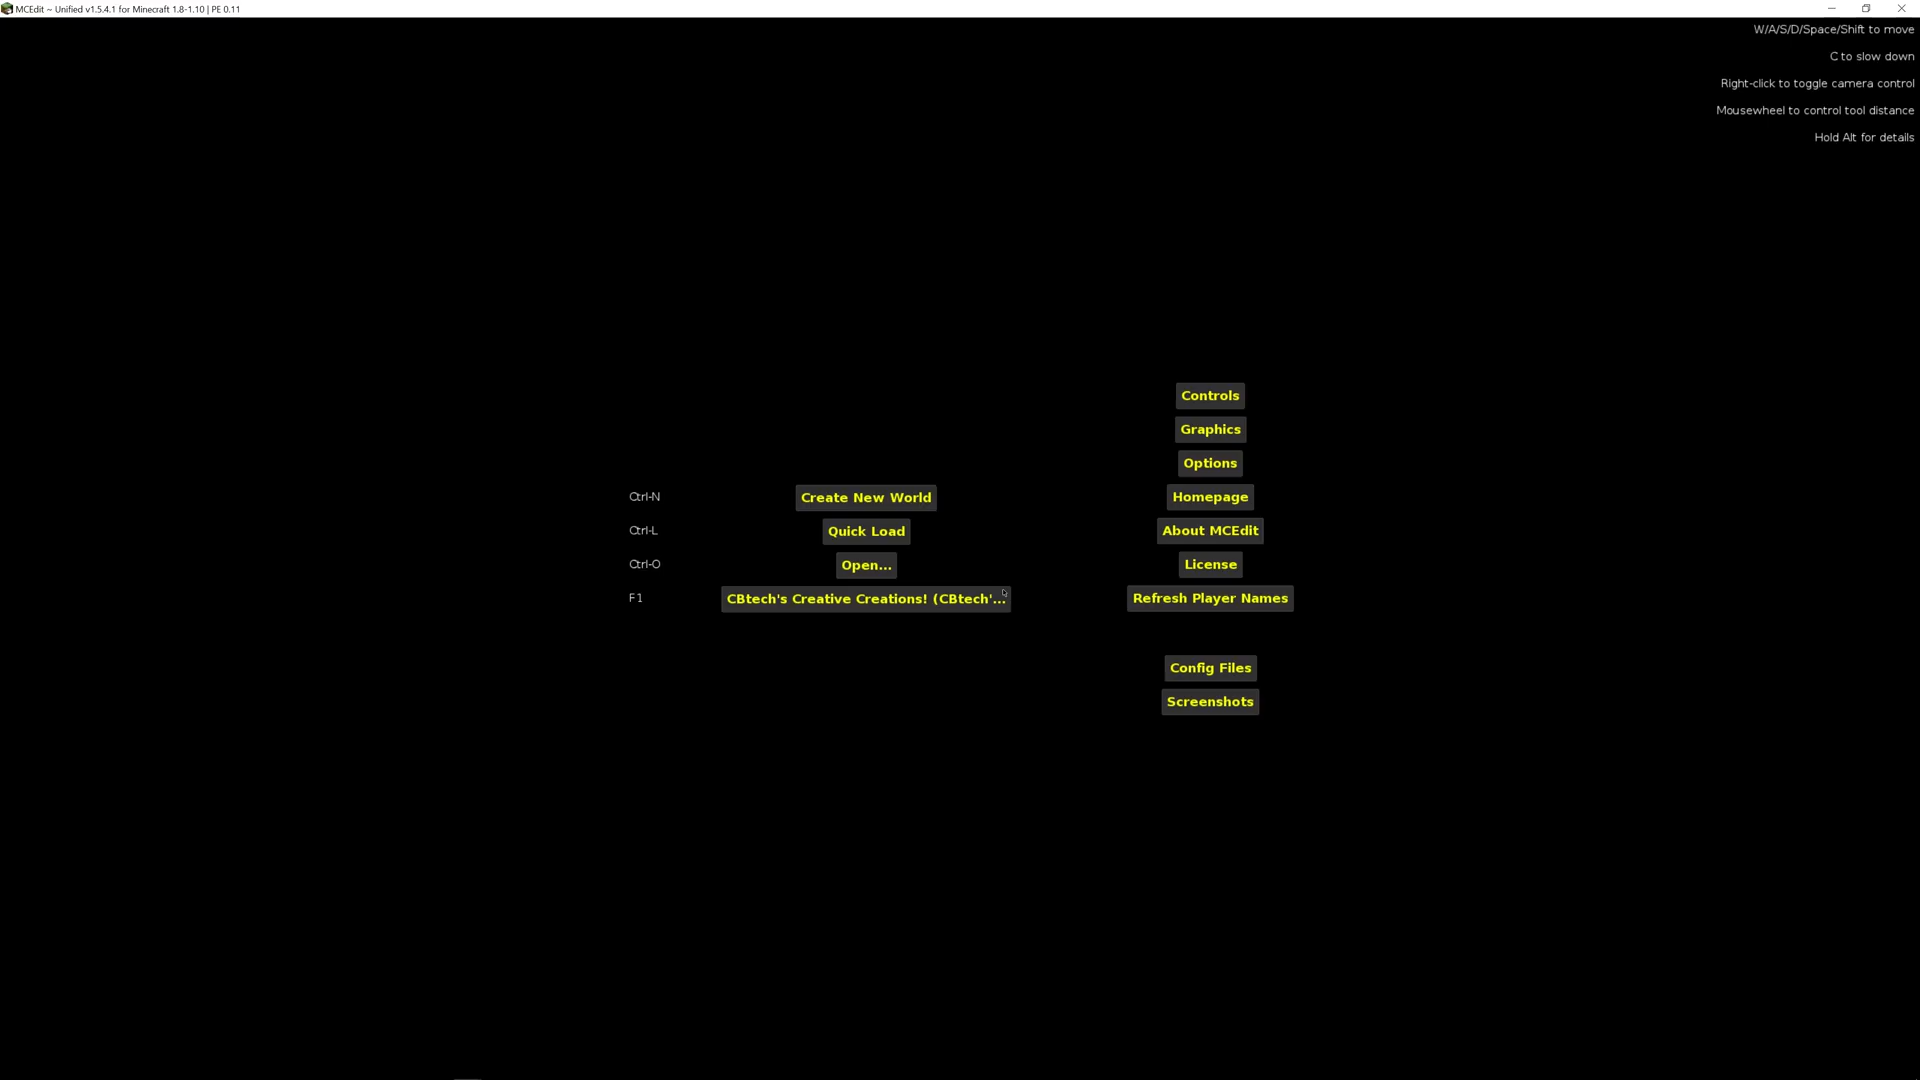 MCEdit ~ Unified v1.5.4.1 for Minecraft 1.8-1.10 | PE 0.11
W/A/S/D/Space/Shift to move
C to slow down
Right-click to toggle camera control
Mousewheel to control tool distance
Hold Alt for details
Ctrl-N Create New World
Ctrl-L Quick Load
Ctrl-O Open...
F1 CBtech's Creative Creations! (CBtech'...
Controls
Graphics
Options
Homepage
About MCEdit
License
Refresh Player Names
Config Files
Screenshots